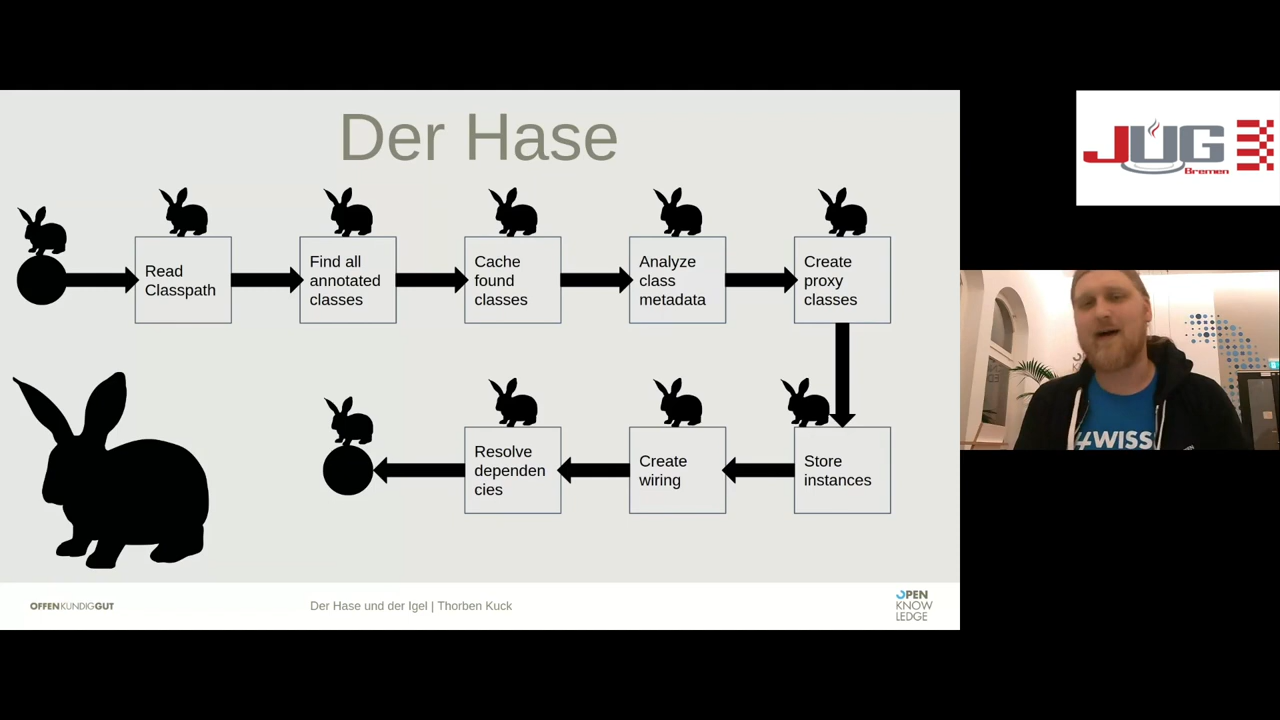 Der Hase
Read
Classpath
Find all
annotated
classes
Cache
found
classes
Analyze
class
metadata
Create
proxy
classes
Resolve
dependen
cies
Create
wiring
Store
instances
OFFENKUNDIGGUT
Der Hase und der Igel | Thorben Kuck
OPEN
KNOW
LEDGE
JUG
Bremen
#WISS